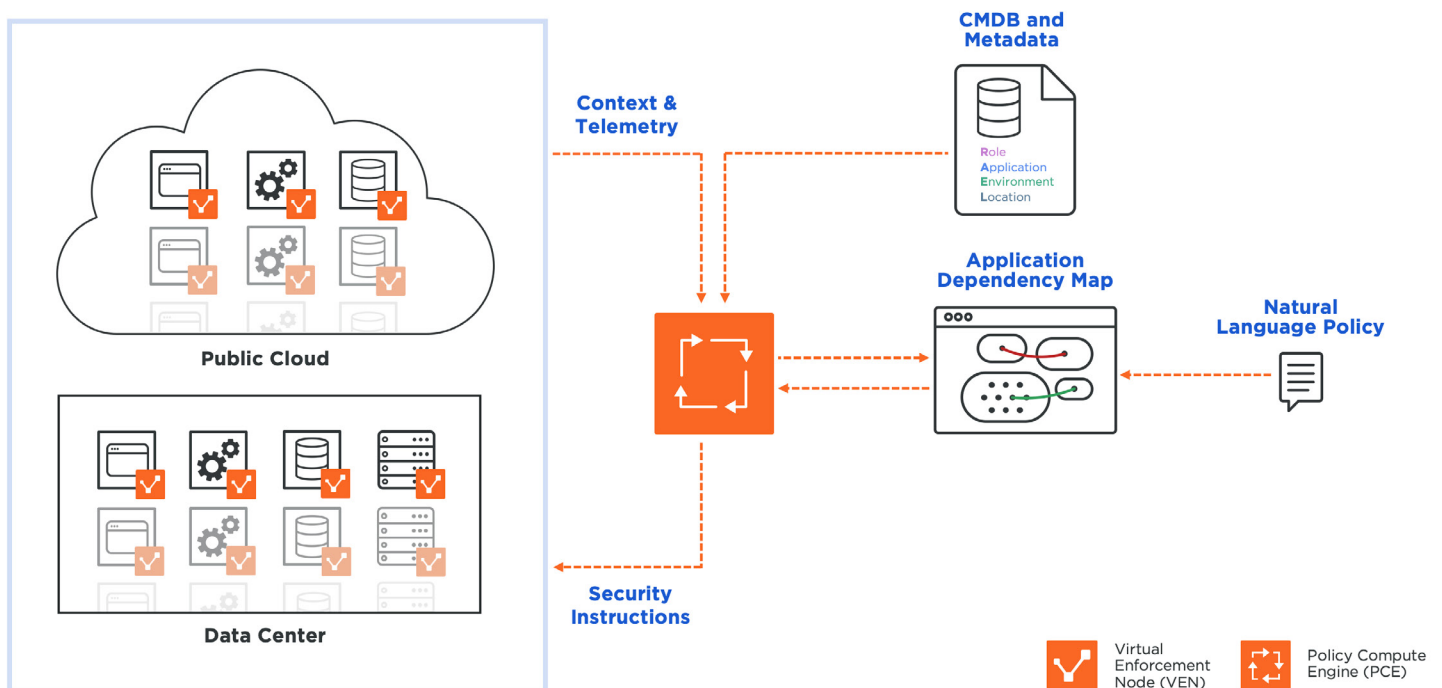 CMDB and
Metadata
Context &
Telemetry
Role
Application
Environment
Location
Application
Dependency Map
Natural
Language Policy
Public Cloud
Security
Instructions
Data Center
Virtual
Enforcement
Node (VEN)
Policy Compute
Engine (PCE)